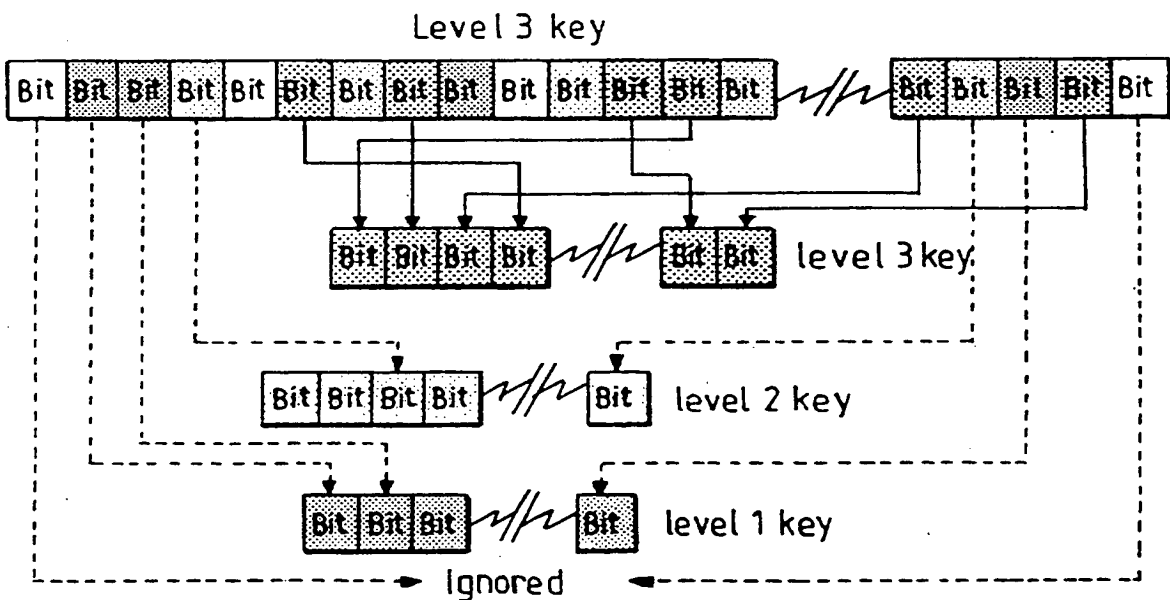 Level 3 key
Bit Bit Bit Bit Bit Bit Bit Bit Bit Bit Bit Bit Bit Bit Bit Bit Bit Bit Bit
Bit Bit Bit Bit Bit Bit level 3 key
Bit Bit Bit Bit Bit level 2 key
Bit Bit Bit Bit level 1 key
Ignored